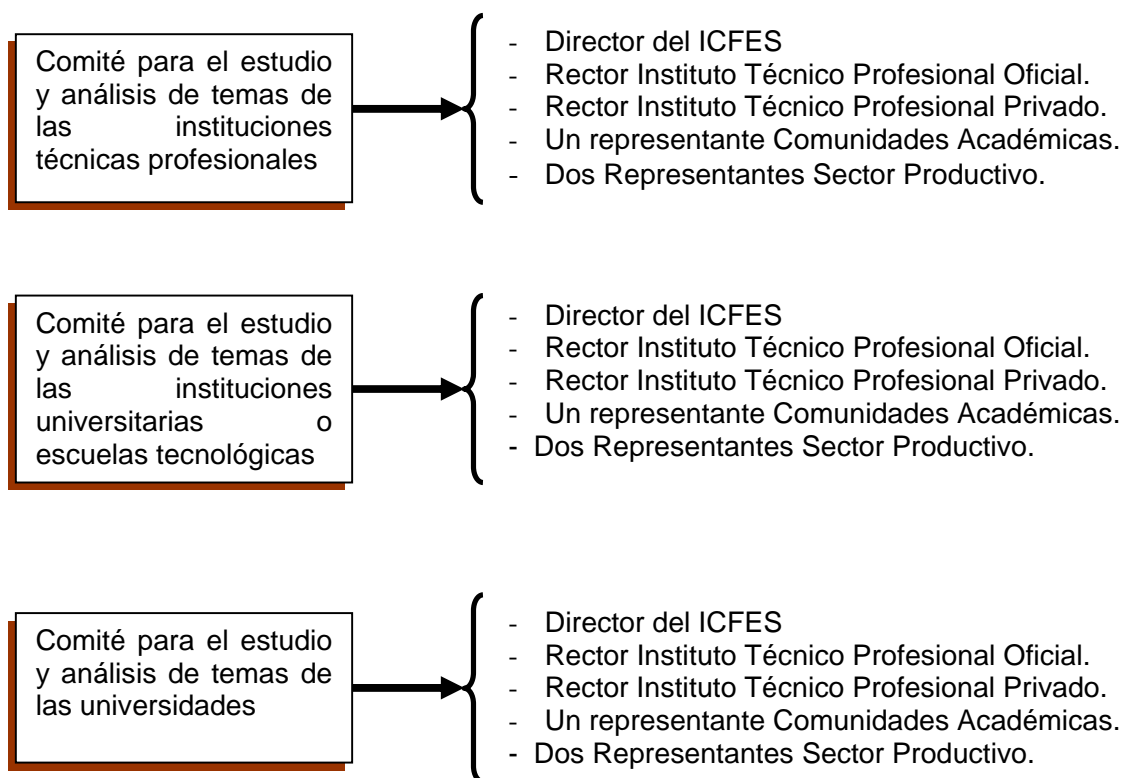 Comité para el estudio
y análisis de temas de
las instituciones
técnicas profesionales
- Director del ICFES
- Rector Instituto Técnico Profesional Oficial.
- Rector Instituto Técnico Profesional Privado.
- Un representante Comunidades Académicas.
- Dos Representantes Sector Productivo.
Comité para el estudio
y análisis de temas de
las instituciones
universitarias o
escuelas tecnológicas
- Director del ICFES
- Rector Instituto Técnico Profesional Oficial.
- Rector Instituto Técnico Profesional Privado.
- Un representante Comunidades Académicas.
- Dos Representantes Sector Productivo.
Comité para el estudio
y análisis de temas de
las universidades
- Director del ICFES
- Rector Instituto Técnico Profesional Oficial.
- Rector Instituto Técnico Profesional Privado.
- Un representante Comunidades Académicas.
- Dos Representantes Sector Productivo.